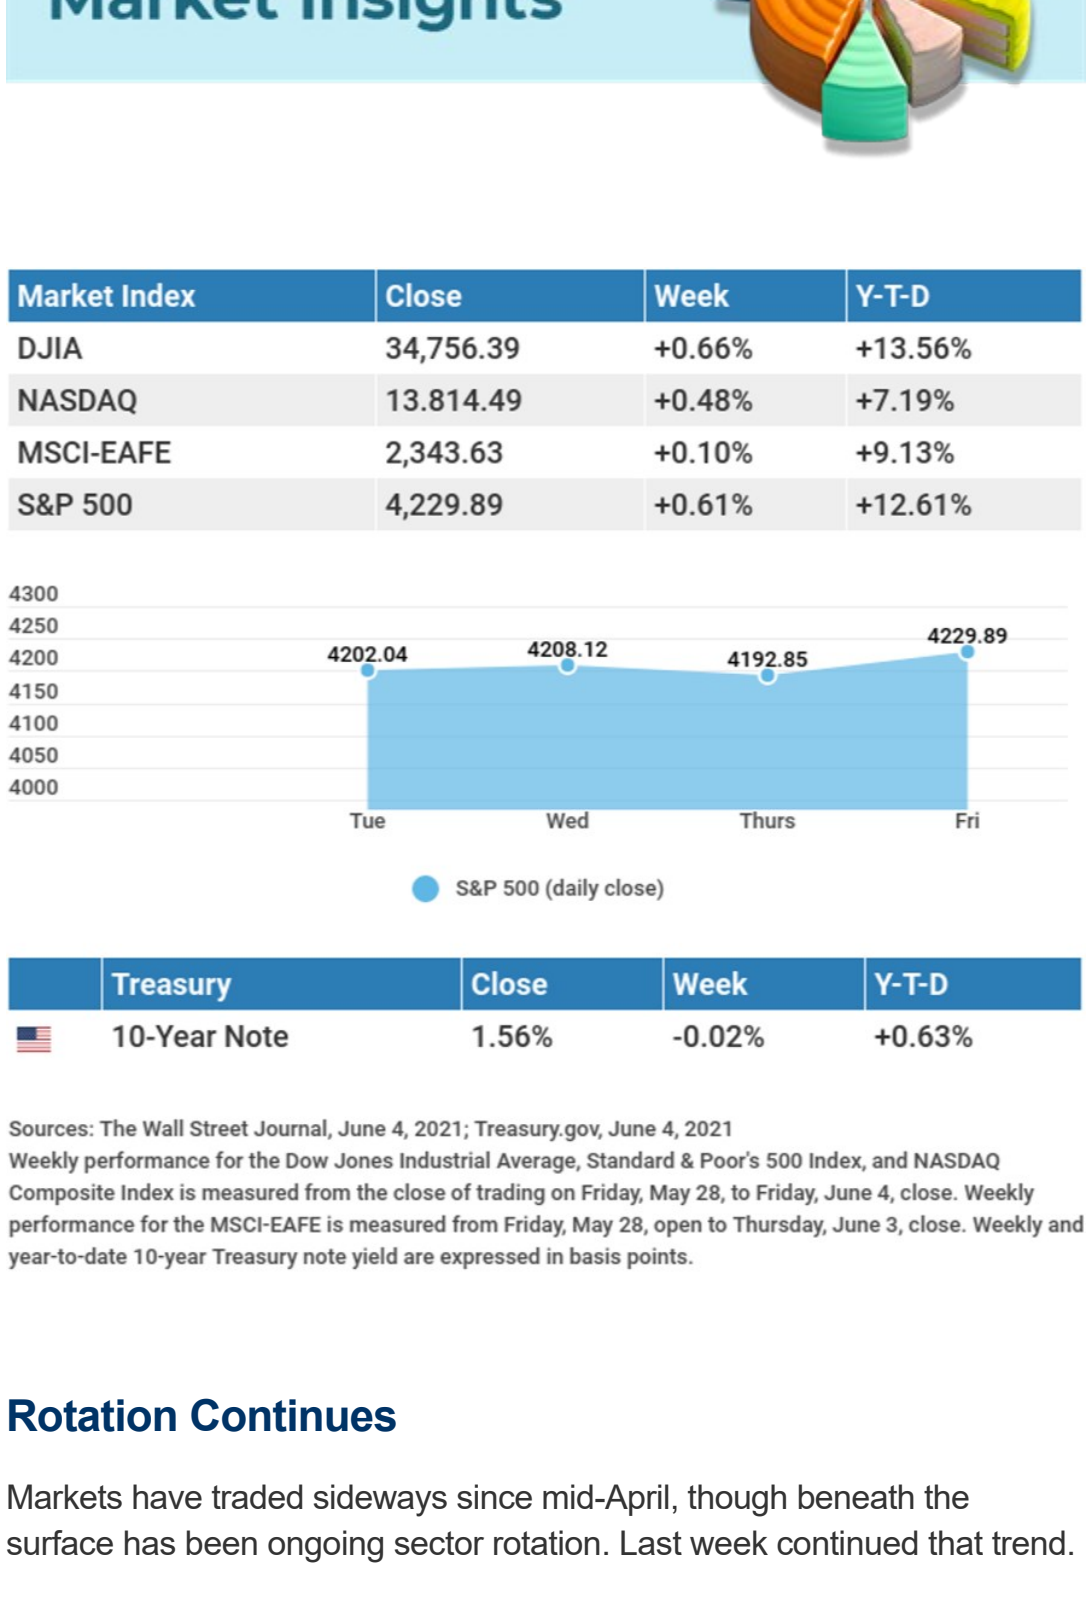 Market Insights
Market Index Close Week Y-T-D
DJIA 34,756.39 +0.66% +13.56%
NASDAQ 13.814.49 +0.48% +7.19%
MSCI-EAFE 2,343.63 +0.10% +9.13%
S&P 500 4,229.89 +0.61% +12.61%
4300
4250
4200
4150
4100
4050
4000
4202.04 4208.12 4192.85 4229.89
Tue Wed Thurs Fri
S&P 500 (daily close)
Treasury Close Week Y-T-D
10-Year Note 1.56% -0.02% +0.63%
Sources: The Wall Street Journal, June 4, 2021; Treasury.gov, June 4, 2021
Weekly performance for the Dow Jones Industrial Average, Standard & Poor's 500 Index, and NASDAQ
Composite Index is measured from the close of trading on Friday, May 28, to Friday, June 4, close. Weekly
performance for the MSCI-EAFE is measured from Friday, May 28, open to Thursday, June 3, close. Weekly and
year-to-date 10-year Treasury note yield are expressed in basis points.
Rotation Continues
Markets have traded sideways since mid-April, though beneath the
surface has been ongoing sector rotation. Last week continued that trend.